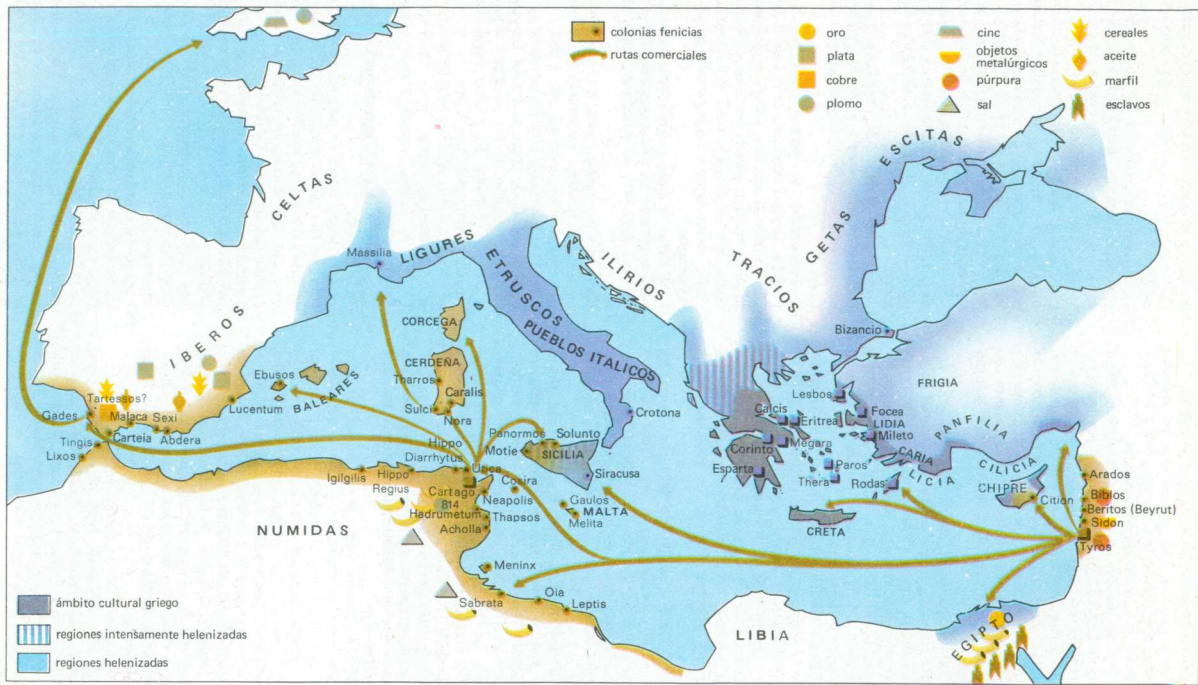 colonias fenicias
rutas comerciales
oro
plata
cobre
plomo
cinc
objetos
metalúrgicos
púrpura
sal
cereales
aceite
marfil
esclavos
ESCITAS
CELTAS
GETAS
TRACIOS
ILIRIOS
LIGURES
Massilia
ETRUSCOS
PUEBLOS ITALICOS
IBEROS
CORCEGA
CERDEÑA
Tharros
Caralis
Sulci
Nora
Bizancio
FRIGIA
Ebusos
BALEARES
Lucentum
Tartessos?
Gades
Malaca
Sexi
Carteia
Abdera
Tingis
Lixos
Crotona
Lesbos
Focea
LIDIA
Mileto
Calcis
Eritrea
Corinto
Mégara
Esparta
Paros
Thera
Rodas
CARIA
LICIA
PANFILIA
CILICIA
CHIPRE
Cition
Arados
Biblos
Beritos (Beyrut)
Sidon
Tyros
Hippo
Diarrhytus
Panormos
Solunto
Motie
SICILIA
Siracusa
Igilgilis
Hippo
Regius
Utica
Cosira
Cartago
814
Neapolis
Hadrumetum
Thapsos
Acholla
Gaulos
MALTA
Melita
CRETA
NUMIDAS
Meninx
Sabrata
Oia
Leptis
LIBIA
EGIPTO
ámbito cultural griego
regiones intensamente helenizadas
regiones helenizadas